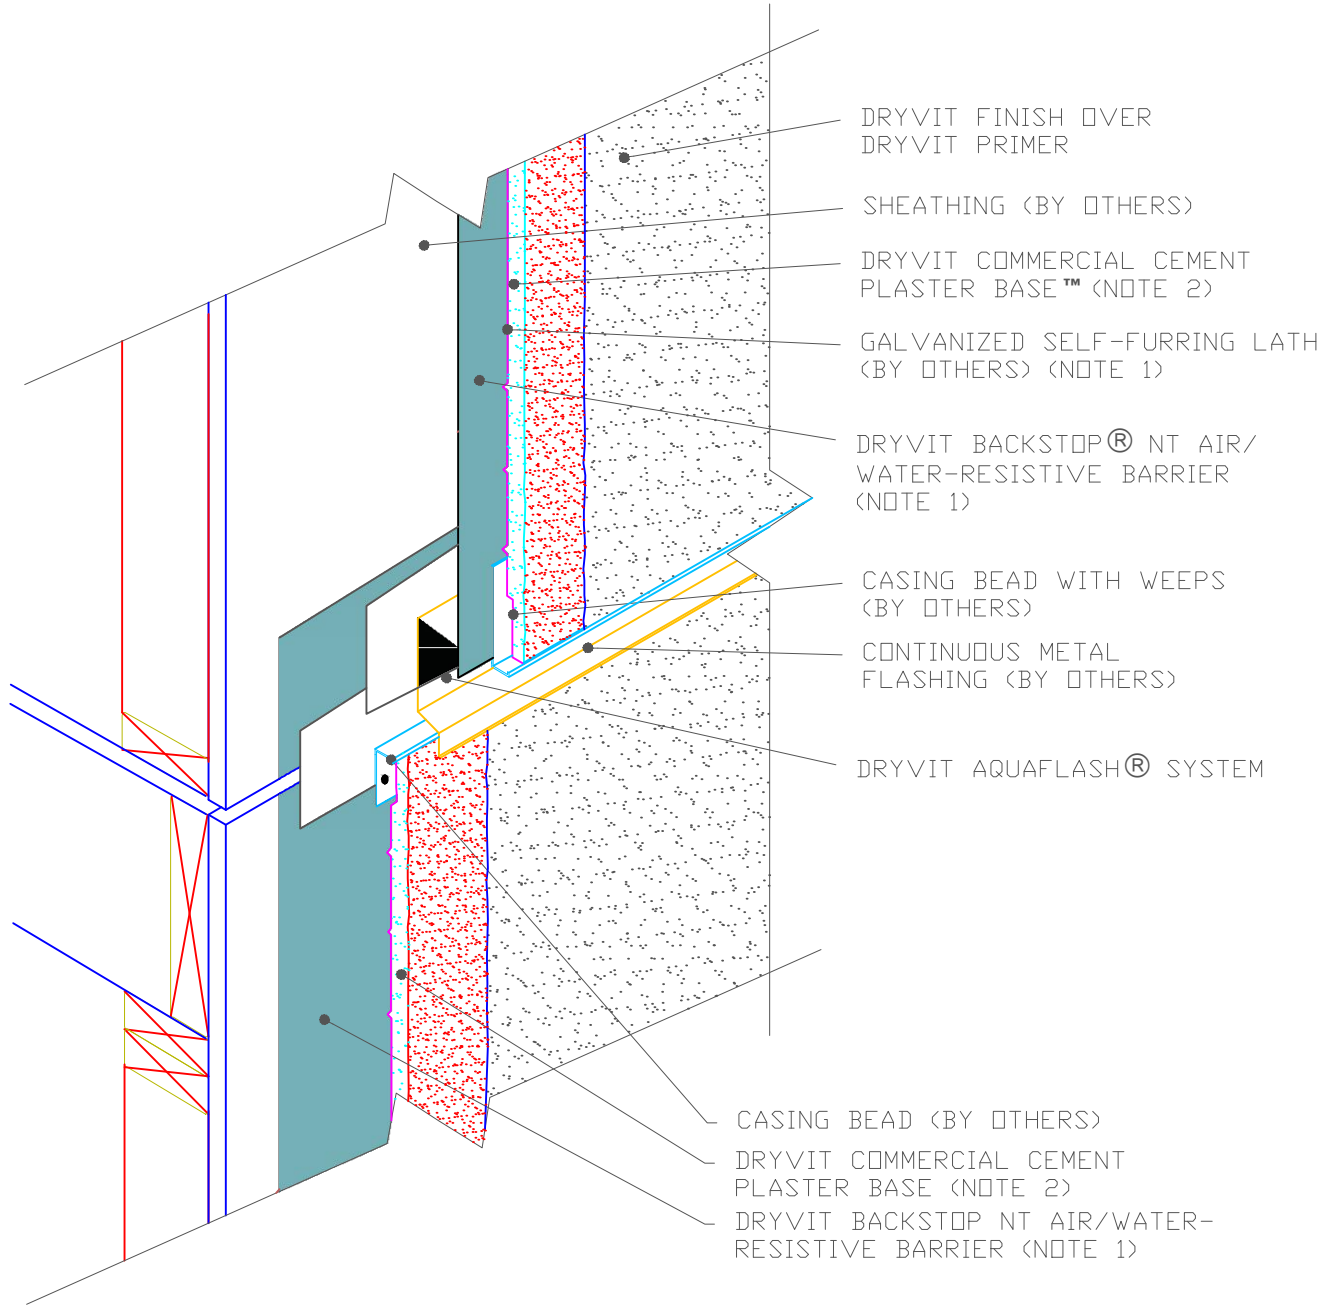 DRYVIT FINISH OVER
DRYVIT PRIMER
SHEATHING (BY OTHERS)
DRYVIT COMMERCIAL CEMENT
PLASTER BASE™ (NOTE 2)
GALVANIZED SELF-FURRING LATH
(BY OTHERS) (NOTE 1)
DRYVIT BACKSTOP® NT AIR/
WATER-RESISTIVE BARRIER
(NOTE 1)
CASING BEAD WITH WEEPS
(BY OTHERS)
CONTINUOUS METAL
FLASHING (BY OTHERS)
DRYVIT AQUAFLASH® SYSTEM
CASING BEAD (BY OTHERS)
DRYVIT COMMERCIAL CEMENT
PLASTER BASE (NOTE 2)
DRYVIT BACKSTOP NT AIR/WATER-
RESISTIVE BARRIER (NOTE 1)